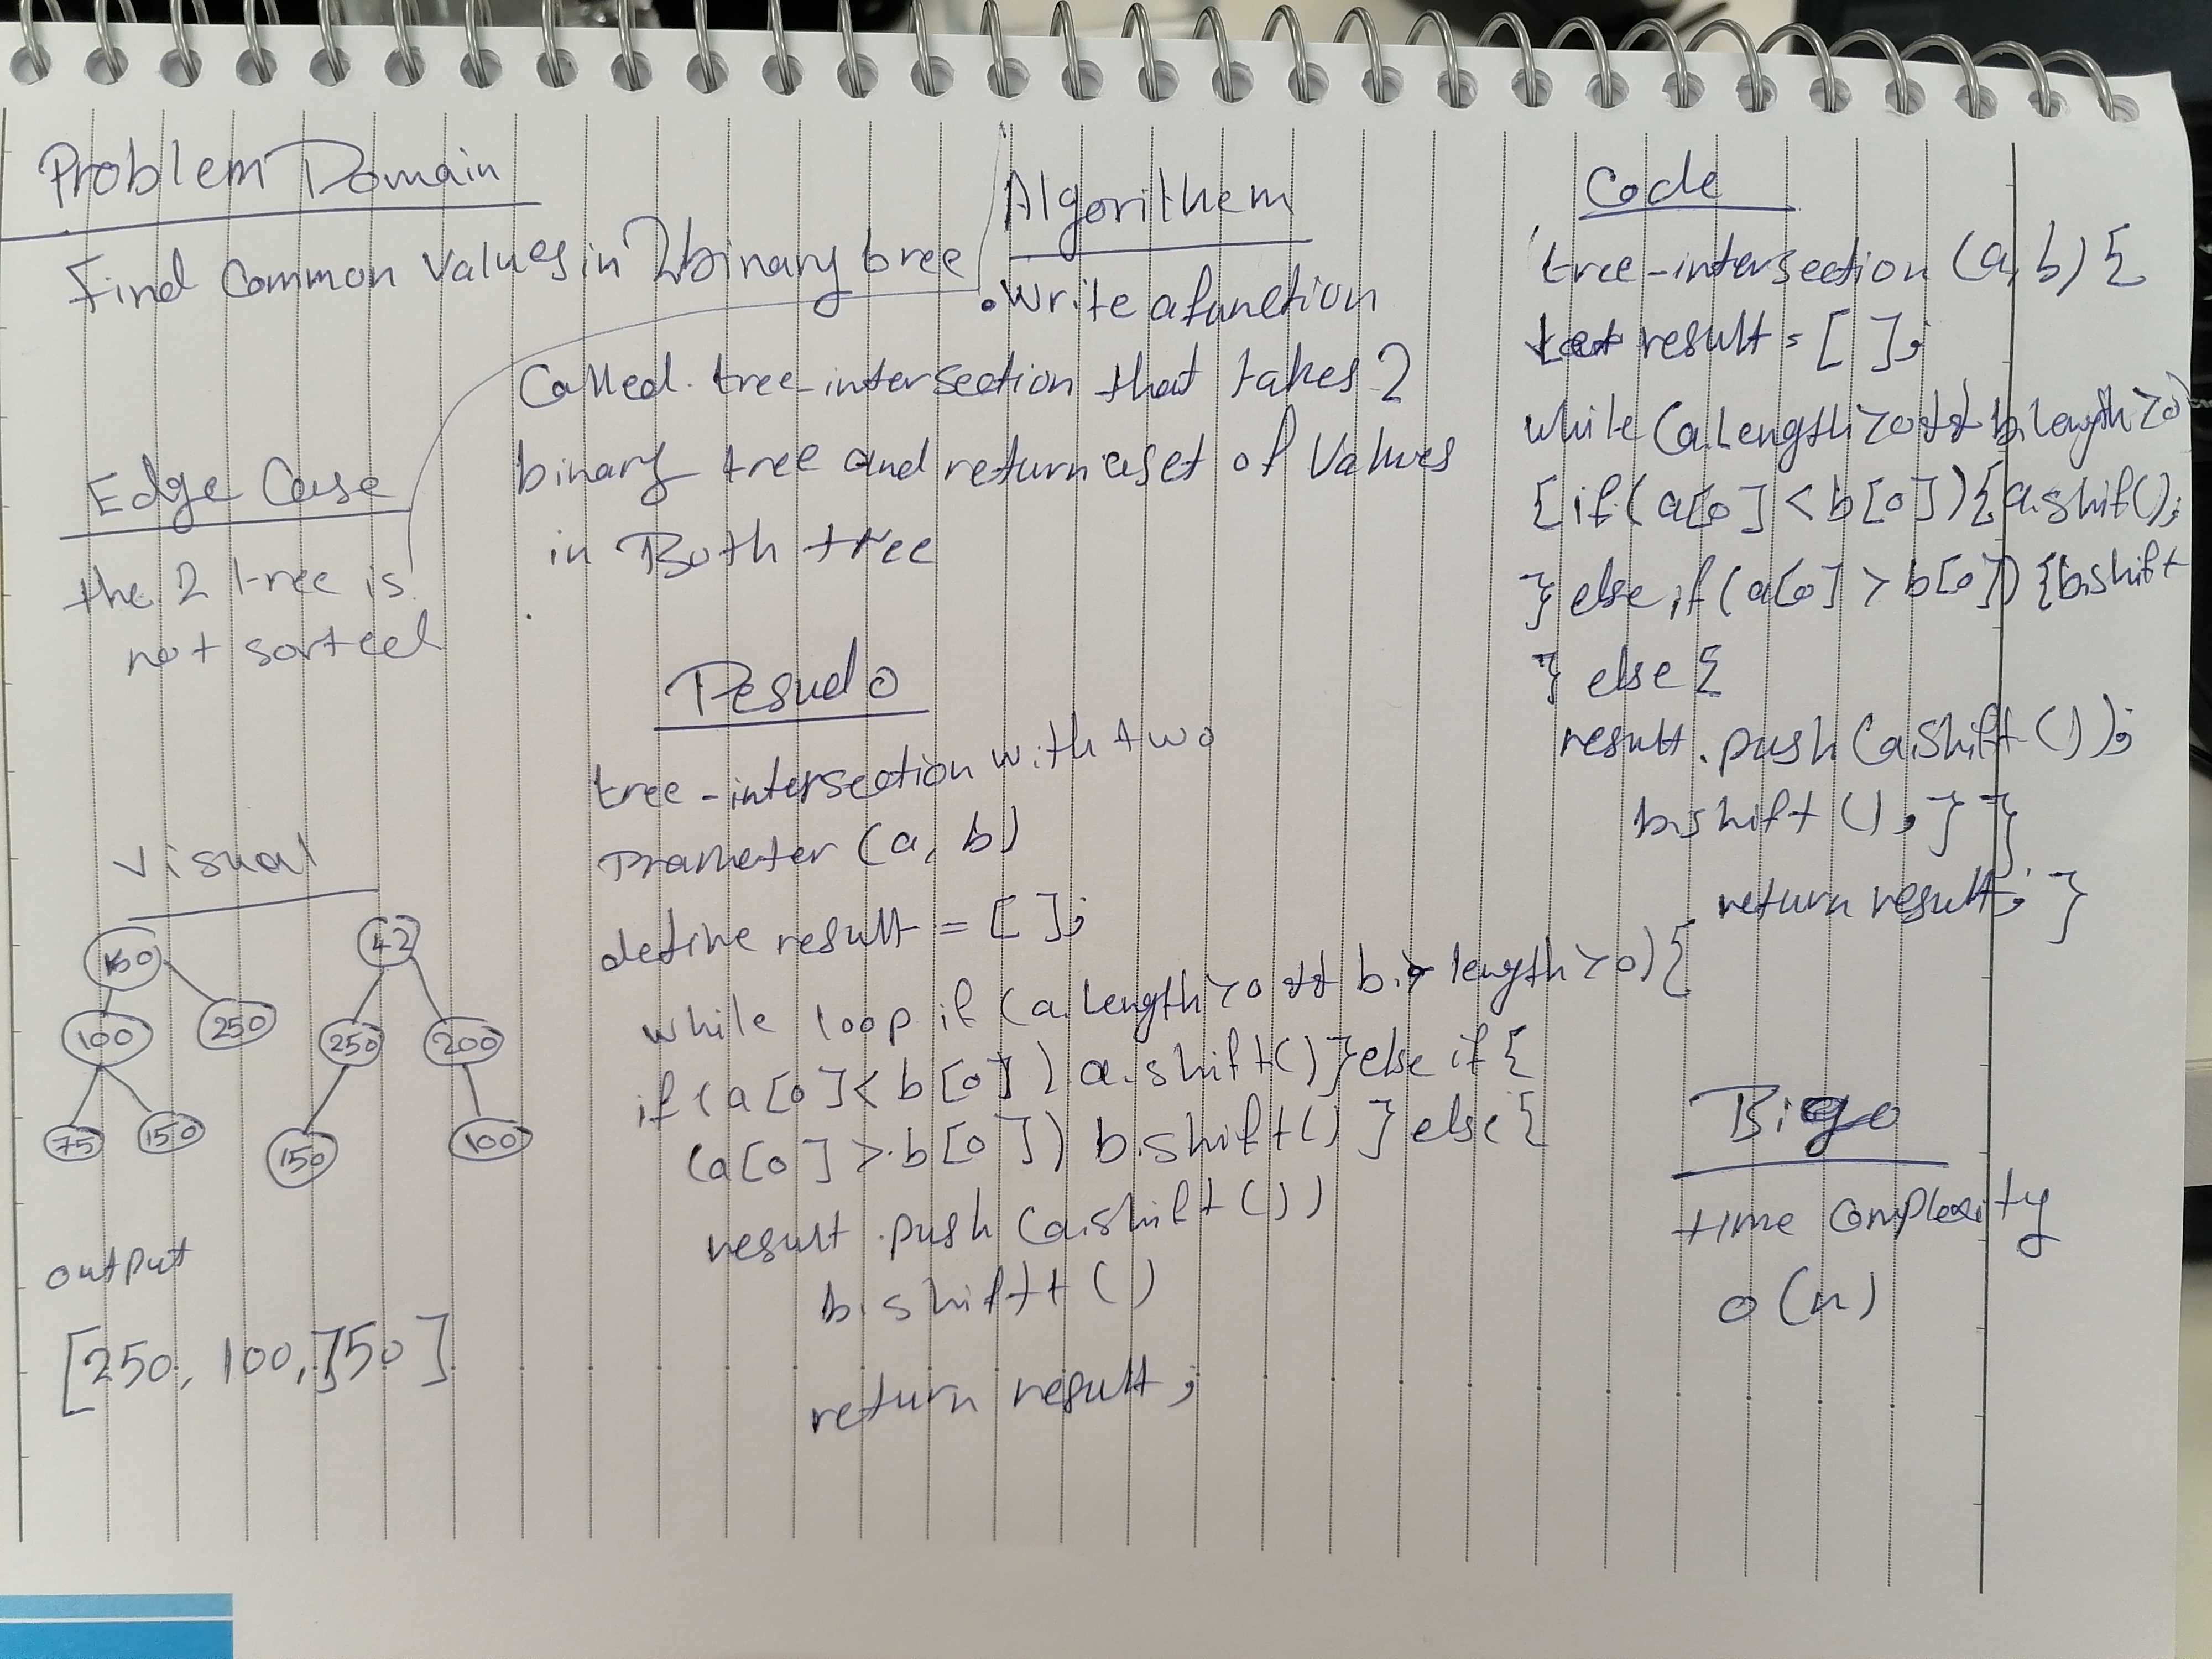 Problem Domain
Find Common Values in 2 binary tree
Edge Case
the 2 tree is
not sorted
Visual
100
250
75
150
42
250
200
150
100
output
[250, 100, 150]
Algorithem
. write a function
Called. tree-intersection that takes 2
binary tree and return a set of Values
in Both tree
Pesudo
tree-intersection with two
Prameter (a, b)
define result = [ ];
while loop if (a.length>0 && b. length>0){
if (a[0]<b[0]) a.shift()}else if{
(a[0]>b[0]) b.shift() }else{
result.push(a.shift())
b.shift()
return result;
Code
tree-intersection (a, b) {
let result = [ ];
while (a.length>0 && b.length>0)
{if(a[0]<b[0]){a.shift();
} else if(a[0]>b[0]) {b.shift
} else {
result.push(a.shift());
b.shift(); } }
return result; }
Bigo
time complexity
o(n)